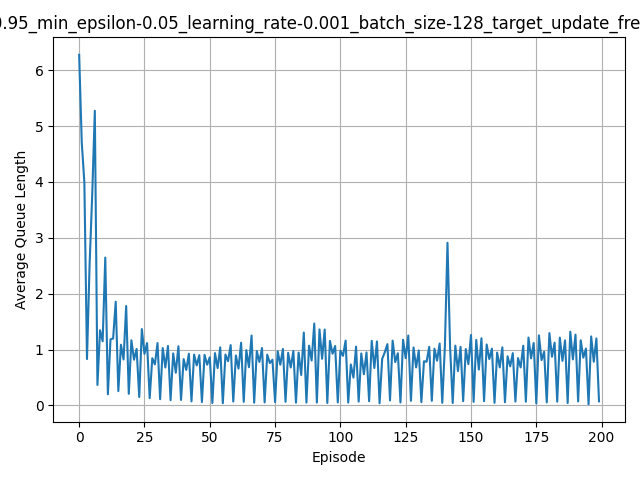 0.95_min_epsilon-0.05_learning_rate-0.001_batch_size-128_target_update_fre
6
5
4
3
2
1
0
Average Queue Length
0 25 50 75 100 125 150 175 200
Episode